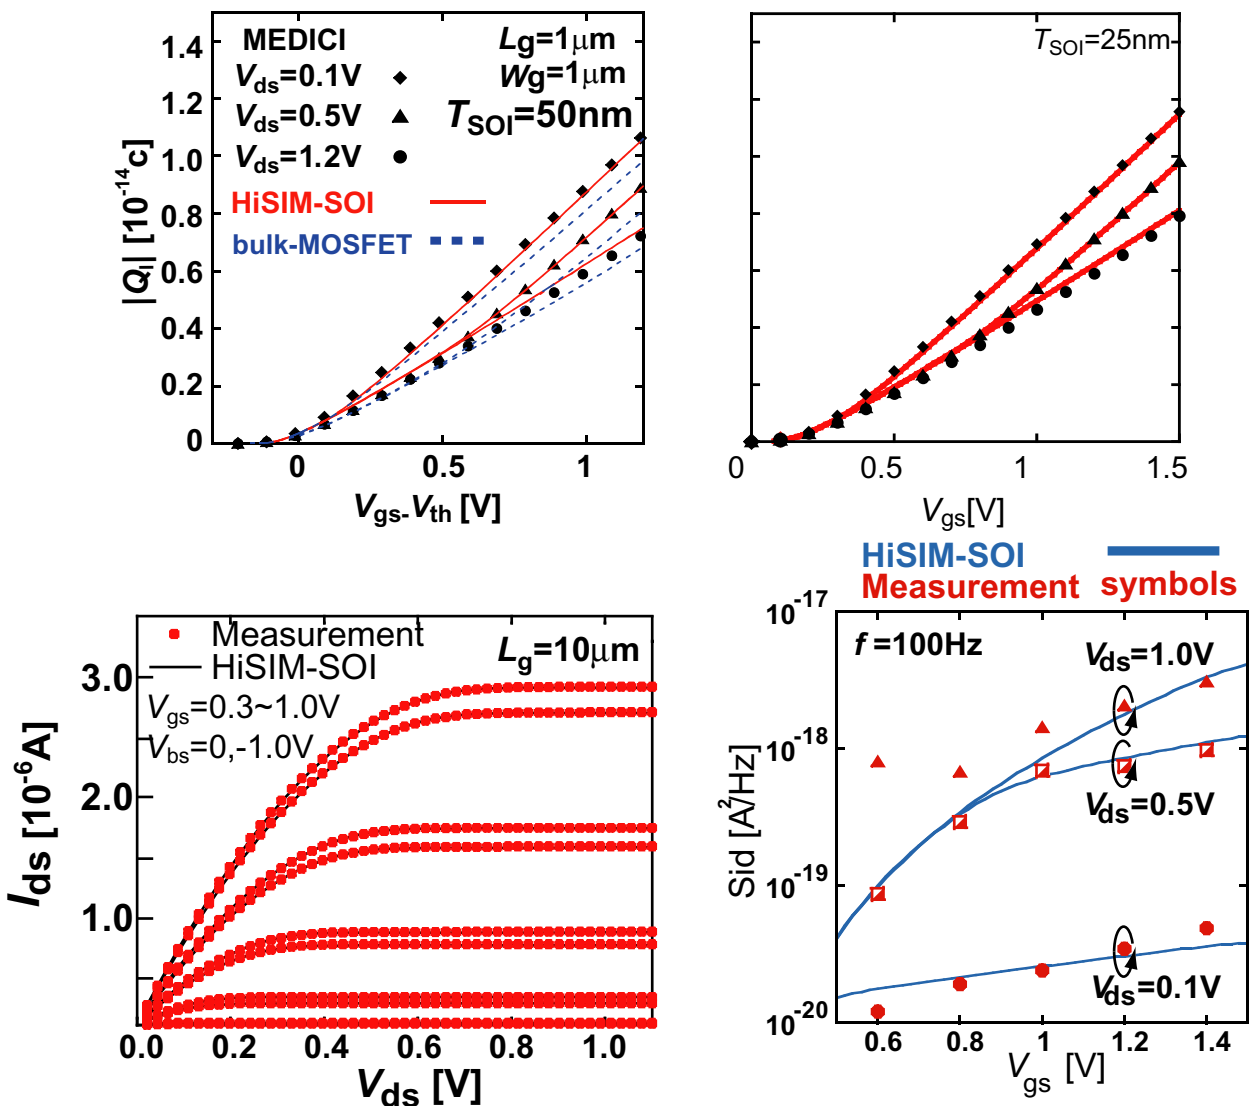 MEDICI
Vds=0.1V
Vds=0.5V
Vds=1.2V
HiSIM-SOI
bulk-MOSFET
Lg=1μm
Wg=1μm
TSOI=50nm
|QI| [10-14c]
1.4
1.2
1.0
0.8
0.6
0.4
0.2
0
0
0.5
1
Vgs-Vth [V]
TSOI=25nm
0
0.5
1
1.5
Vgs[V]
Measurement
HiSIM-SOI
Vgs=0.3~1.0V
Vbs=0,-1.0V
Lg=10μm
Ids [10-6A]
3.0
2.0
1.0
0.0
0.2
0.4
0.6
0.8
1.0
Vds [V]
HiSIM-SOI
Measurement symbols
f=100Hz
Vds=1.0V
Vds=0.5V
Vds=0.1V
Sid [A2/Hz]
10-17
10-18
10-19
10-20
0.6
0.8
1
1.2
1.4
Vgs [V]